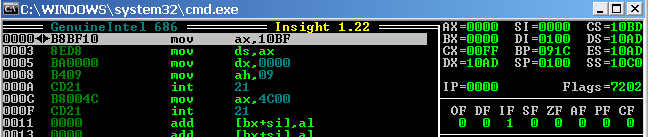 C:\WINDOWS\system32\cmd.exe
GenuineIntel 686 Insight 1.22
0000 B8BF10 mov ax,10BF
0003 8ED8 mov ds,ax
0005 BA0000 mov dx,0000
0008 B409 mov ah,09
000A CD21 int 21
000C B8004C mov ax,4C00
000F CD21 int 21
0011 0000 add [bx+si],al
0013 0000 add [bx+si],al
AX=0000 SI=0000 CS=10BD
BX=0000 DI=0100 DS=10AD
CX=00FF BP=091C ES=10AD
DX=10AD SP=0100 SS=10C0
IP=0000 Flags=7202
OF DF IF SF ZF AF PF CF
0 0 1 0 0 0 0 0